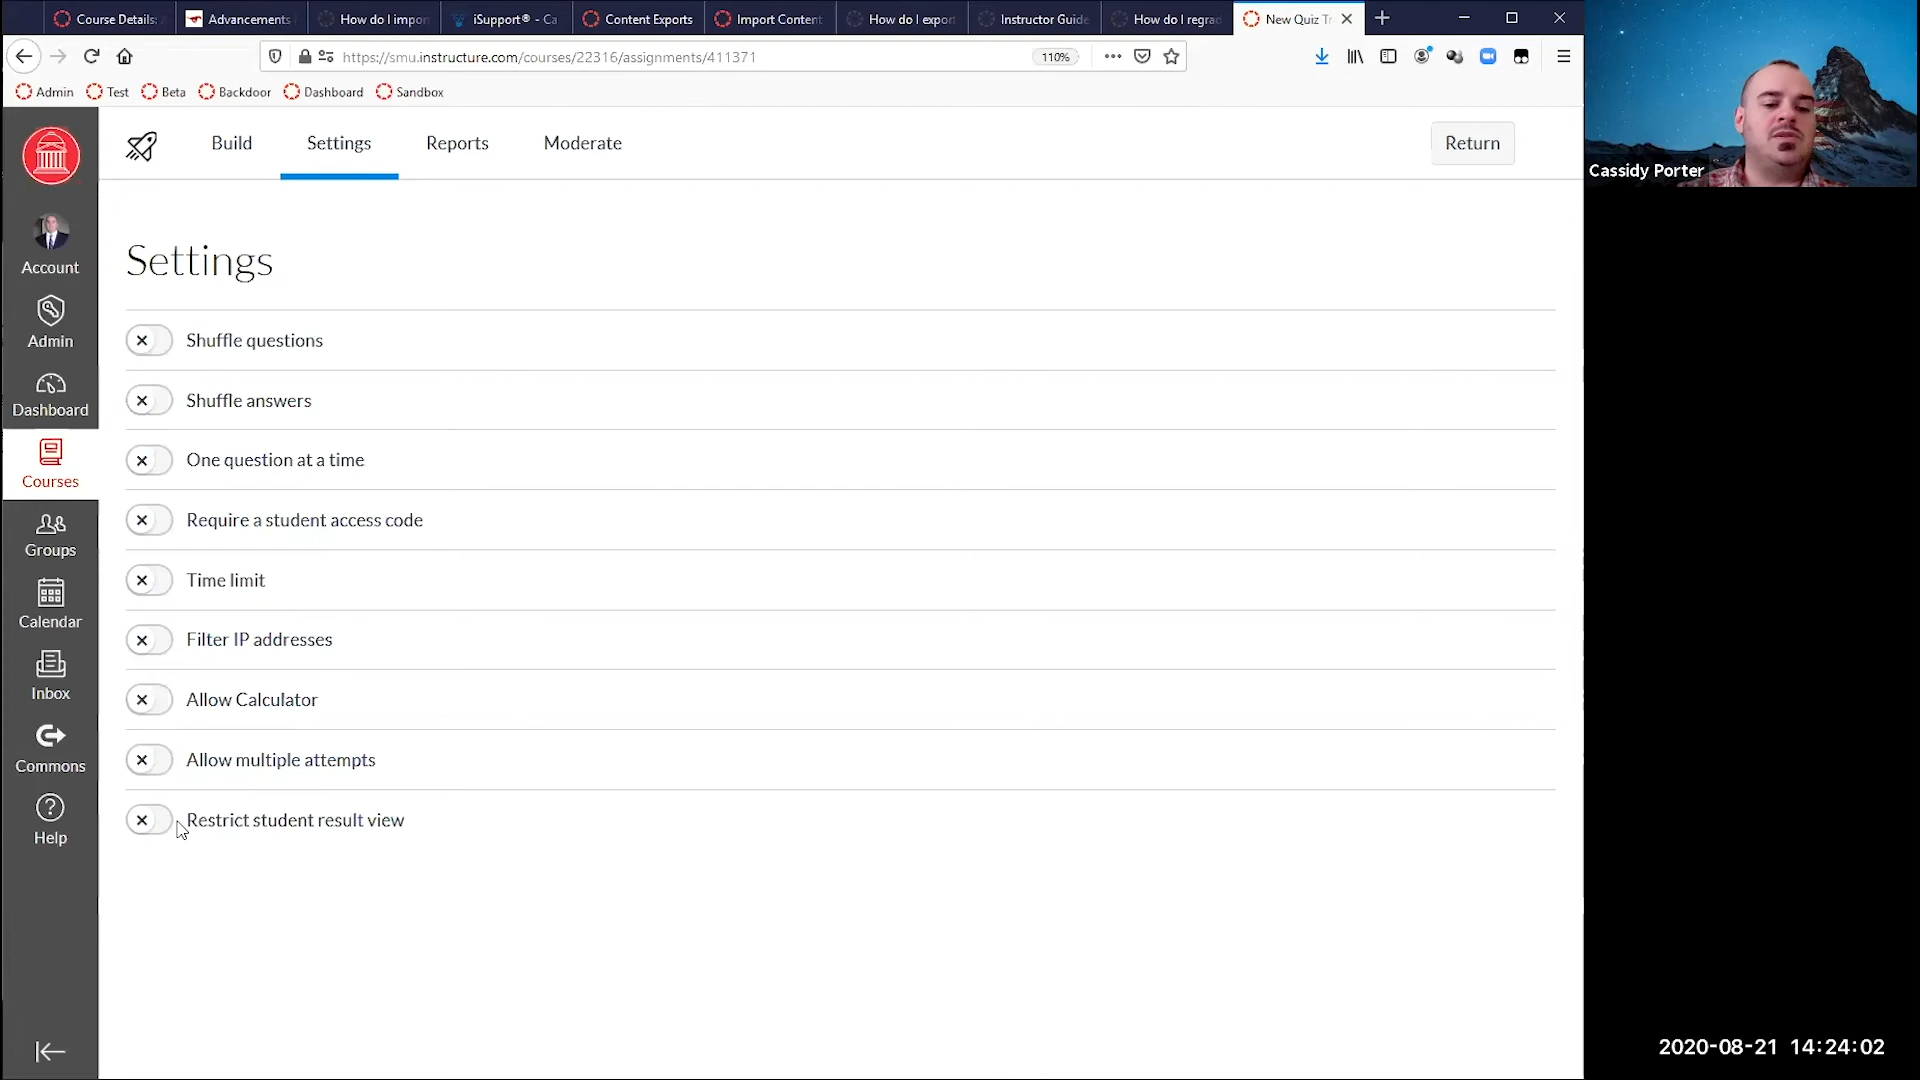 Course Details:
Advancements
How do I impor
iSupport® - Ca
Content Exports
Import Content
How do I expor
Instructor Guide
How do I regrad
New Quiz Tr
https://smu.instructure.com/courses/22316/assignments/411371
110%
Admin
Test
Beta
Backdoor
Dashboard
Sandbox
Build
Settings
Reports
Moderate
Return
Cassidy Porter
Account
Admin
Dashboard
Courses
Groups
Calendar
Inbox
Commons
Help
Settings
Shuffle questions
Shuffle answers
One question at a time
Require a student access code
Time limit
Filter IP addresses
Allow Calculator
Allow multiple attempts
Restrict student result view
2020-08-21 14:24:02